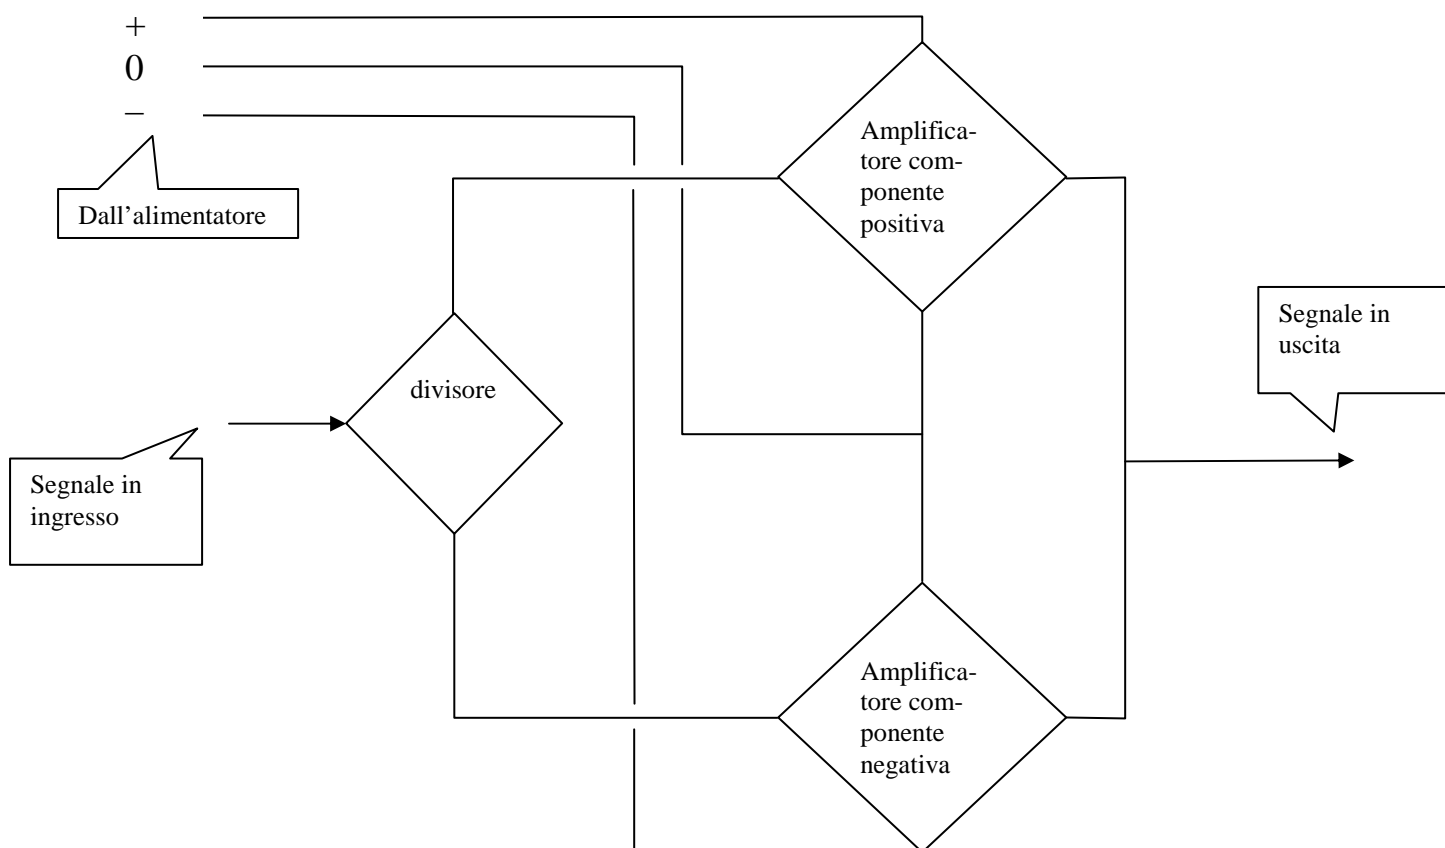 +
0
–
Dall’alimentatore
Amplifica-
tore com-
ponente
positiva
Segnale in
uscita
divisore
Segnale in
ingresso
Amplifica-
tore com-
ponente
negativa